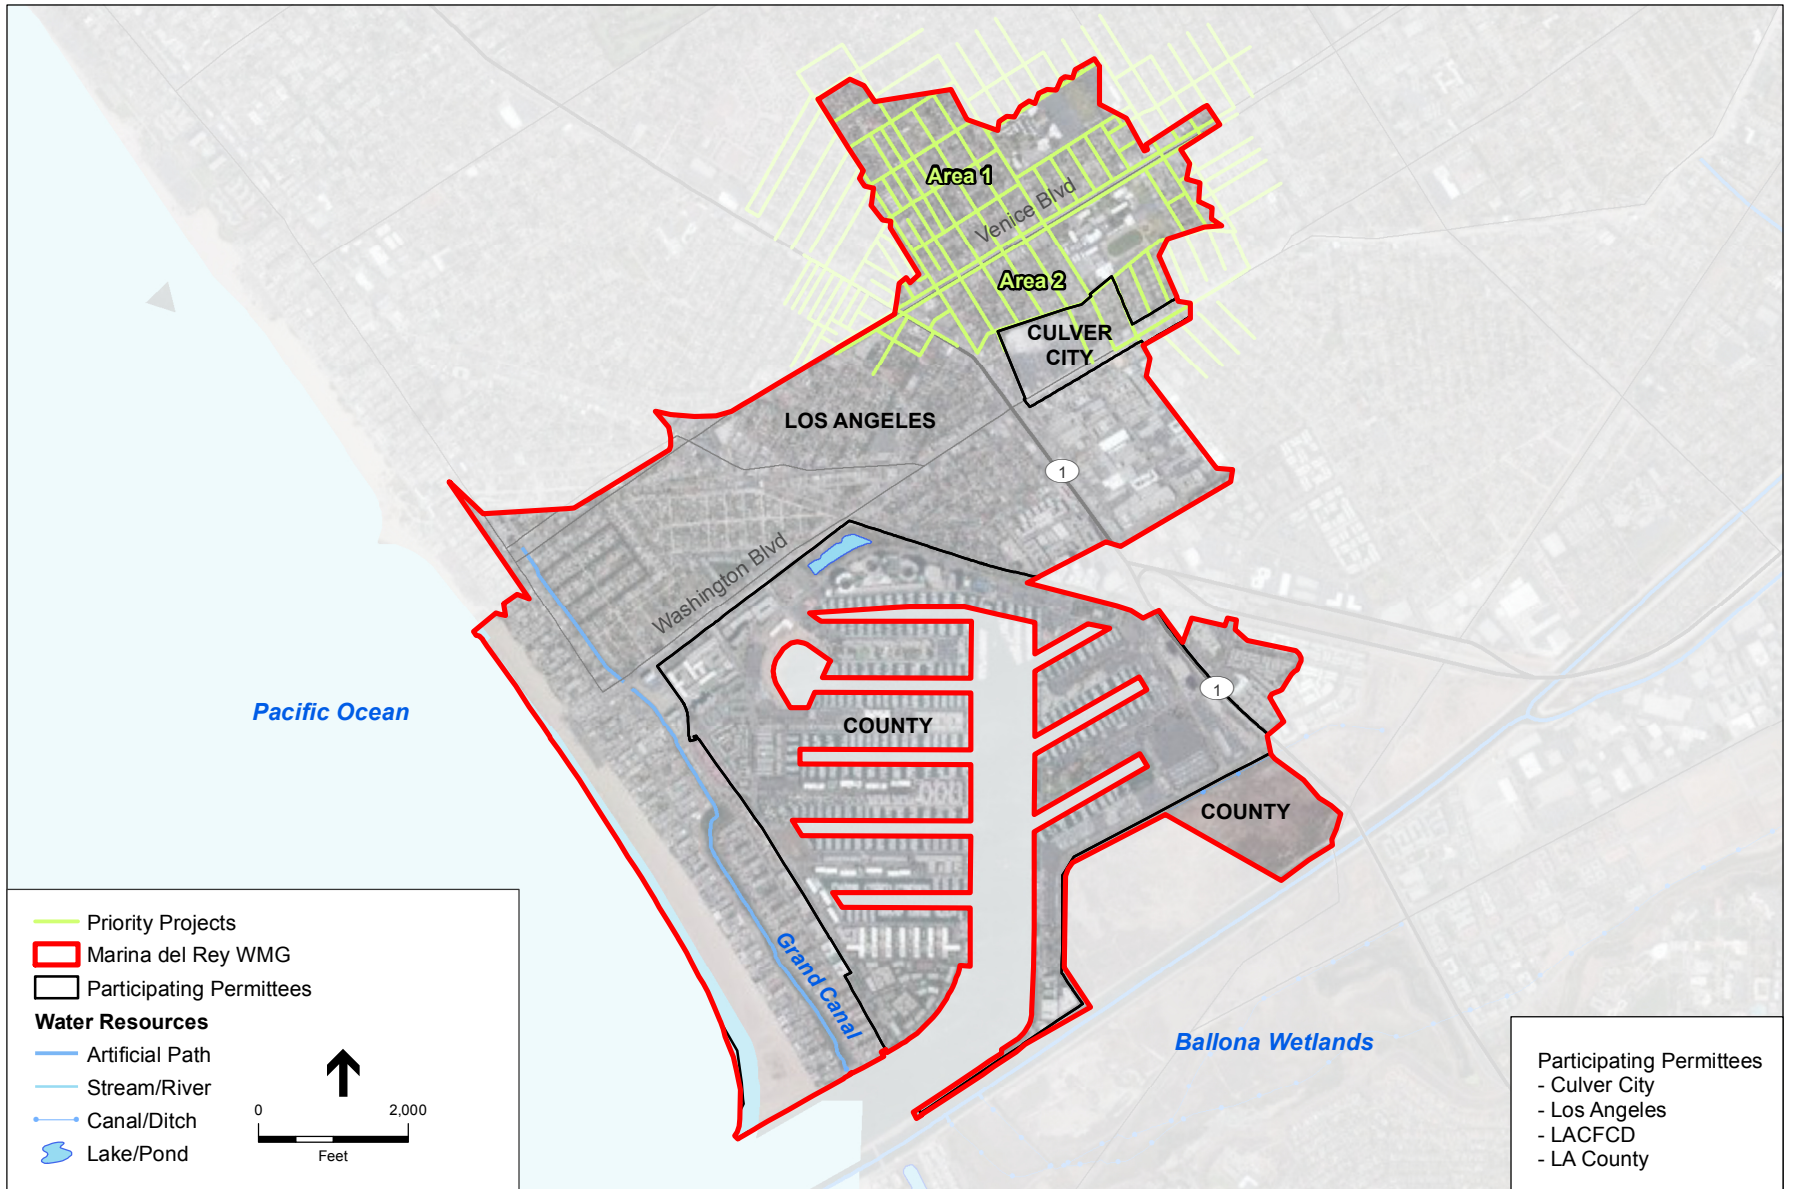 Area 1
Venice Blvd
Area 2
CULVER
CITY
LOS ANGELES
1
Washington Blvd
1
Pacific Ocean
COUNTY
COUNTY
Grand Canal
Ballona Wetlands
Priority Projects
Marina del Rey WMG
Participating Permittees
Water Resources
Artificial Path
Stream/River
Canal/Ditch
Lake/Pond
0 2,000
Feet
Participating Permittees
- Culver City
- Los Angeles
- LACFCD
- LA County